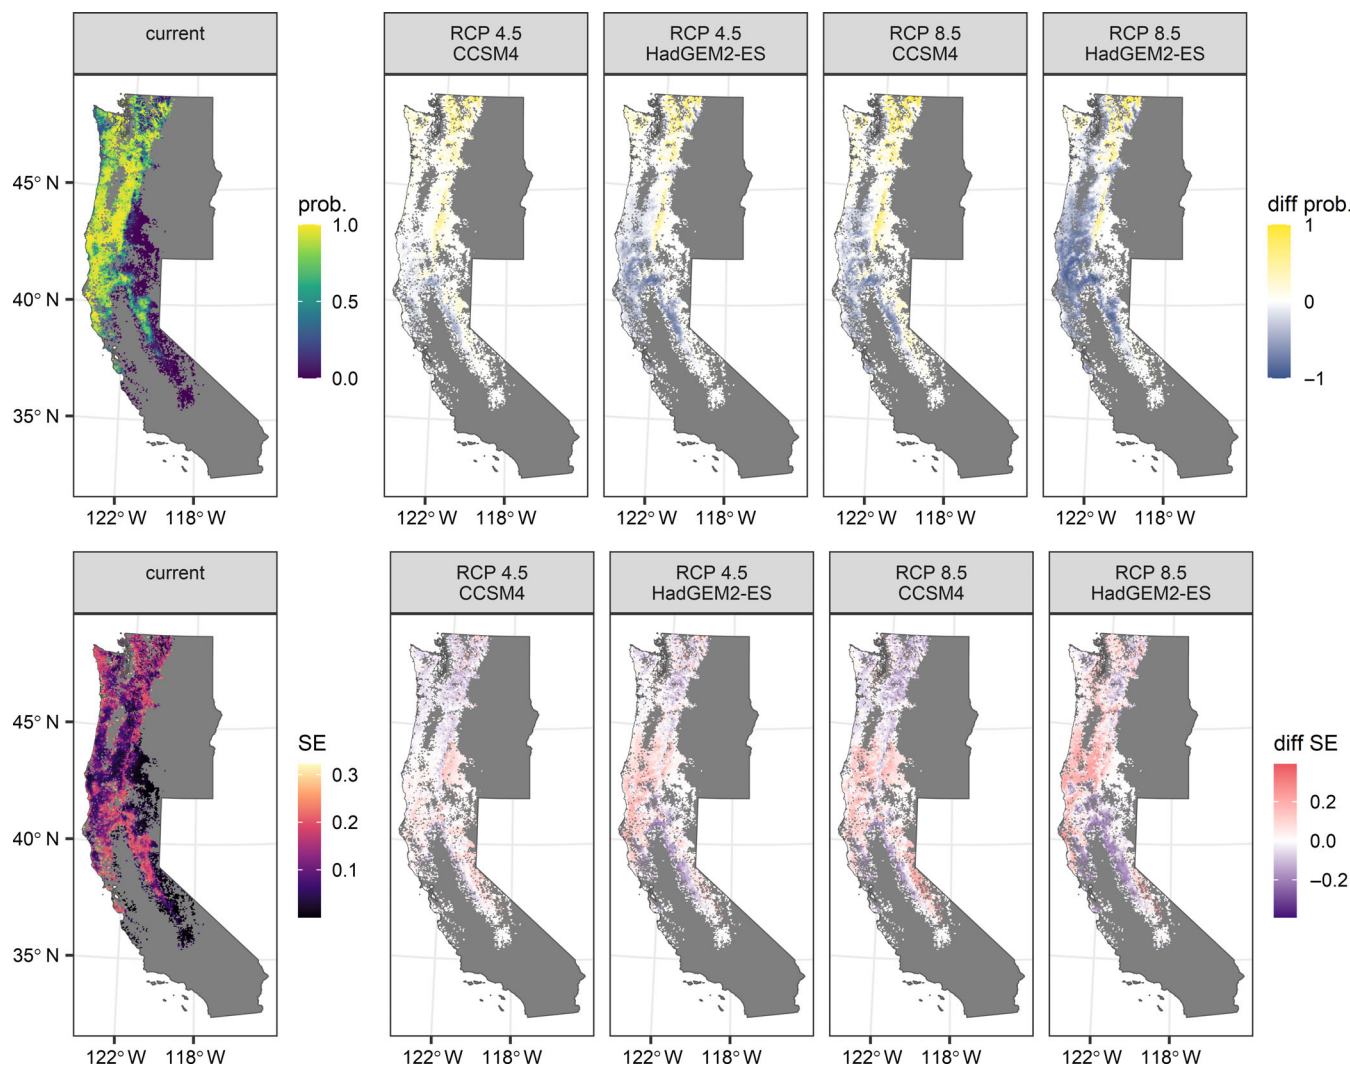 current
RCP 4.5
CCSM4
RCP 4.5
HadGEM2-ES
RCP 8.5
CCSM4
RCP 8.5
HadGEM2-ES
45° N
40° N
35° N
prob.
1.0
0.5
0.0
diff prob.
1
0
−1
122° W
118° W
122° W
118° W
122° W
118° W
122° W
118° W
122° W
118° W
current
RCP 4.5
CCSM4
RCP 4.5
HadGEM2-ES
RCP 8.5
CCSM4
RCP 8.5
HadGEM2-ES
45° N
40° N
35° N
SE
0.3
0.2
0.1
diff SE
0.2
0.0
−0.2
122° W
118° W
122° W
118° W
122° W
118° W
122° W
118° W
122° W
118° W